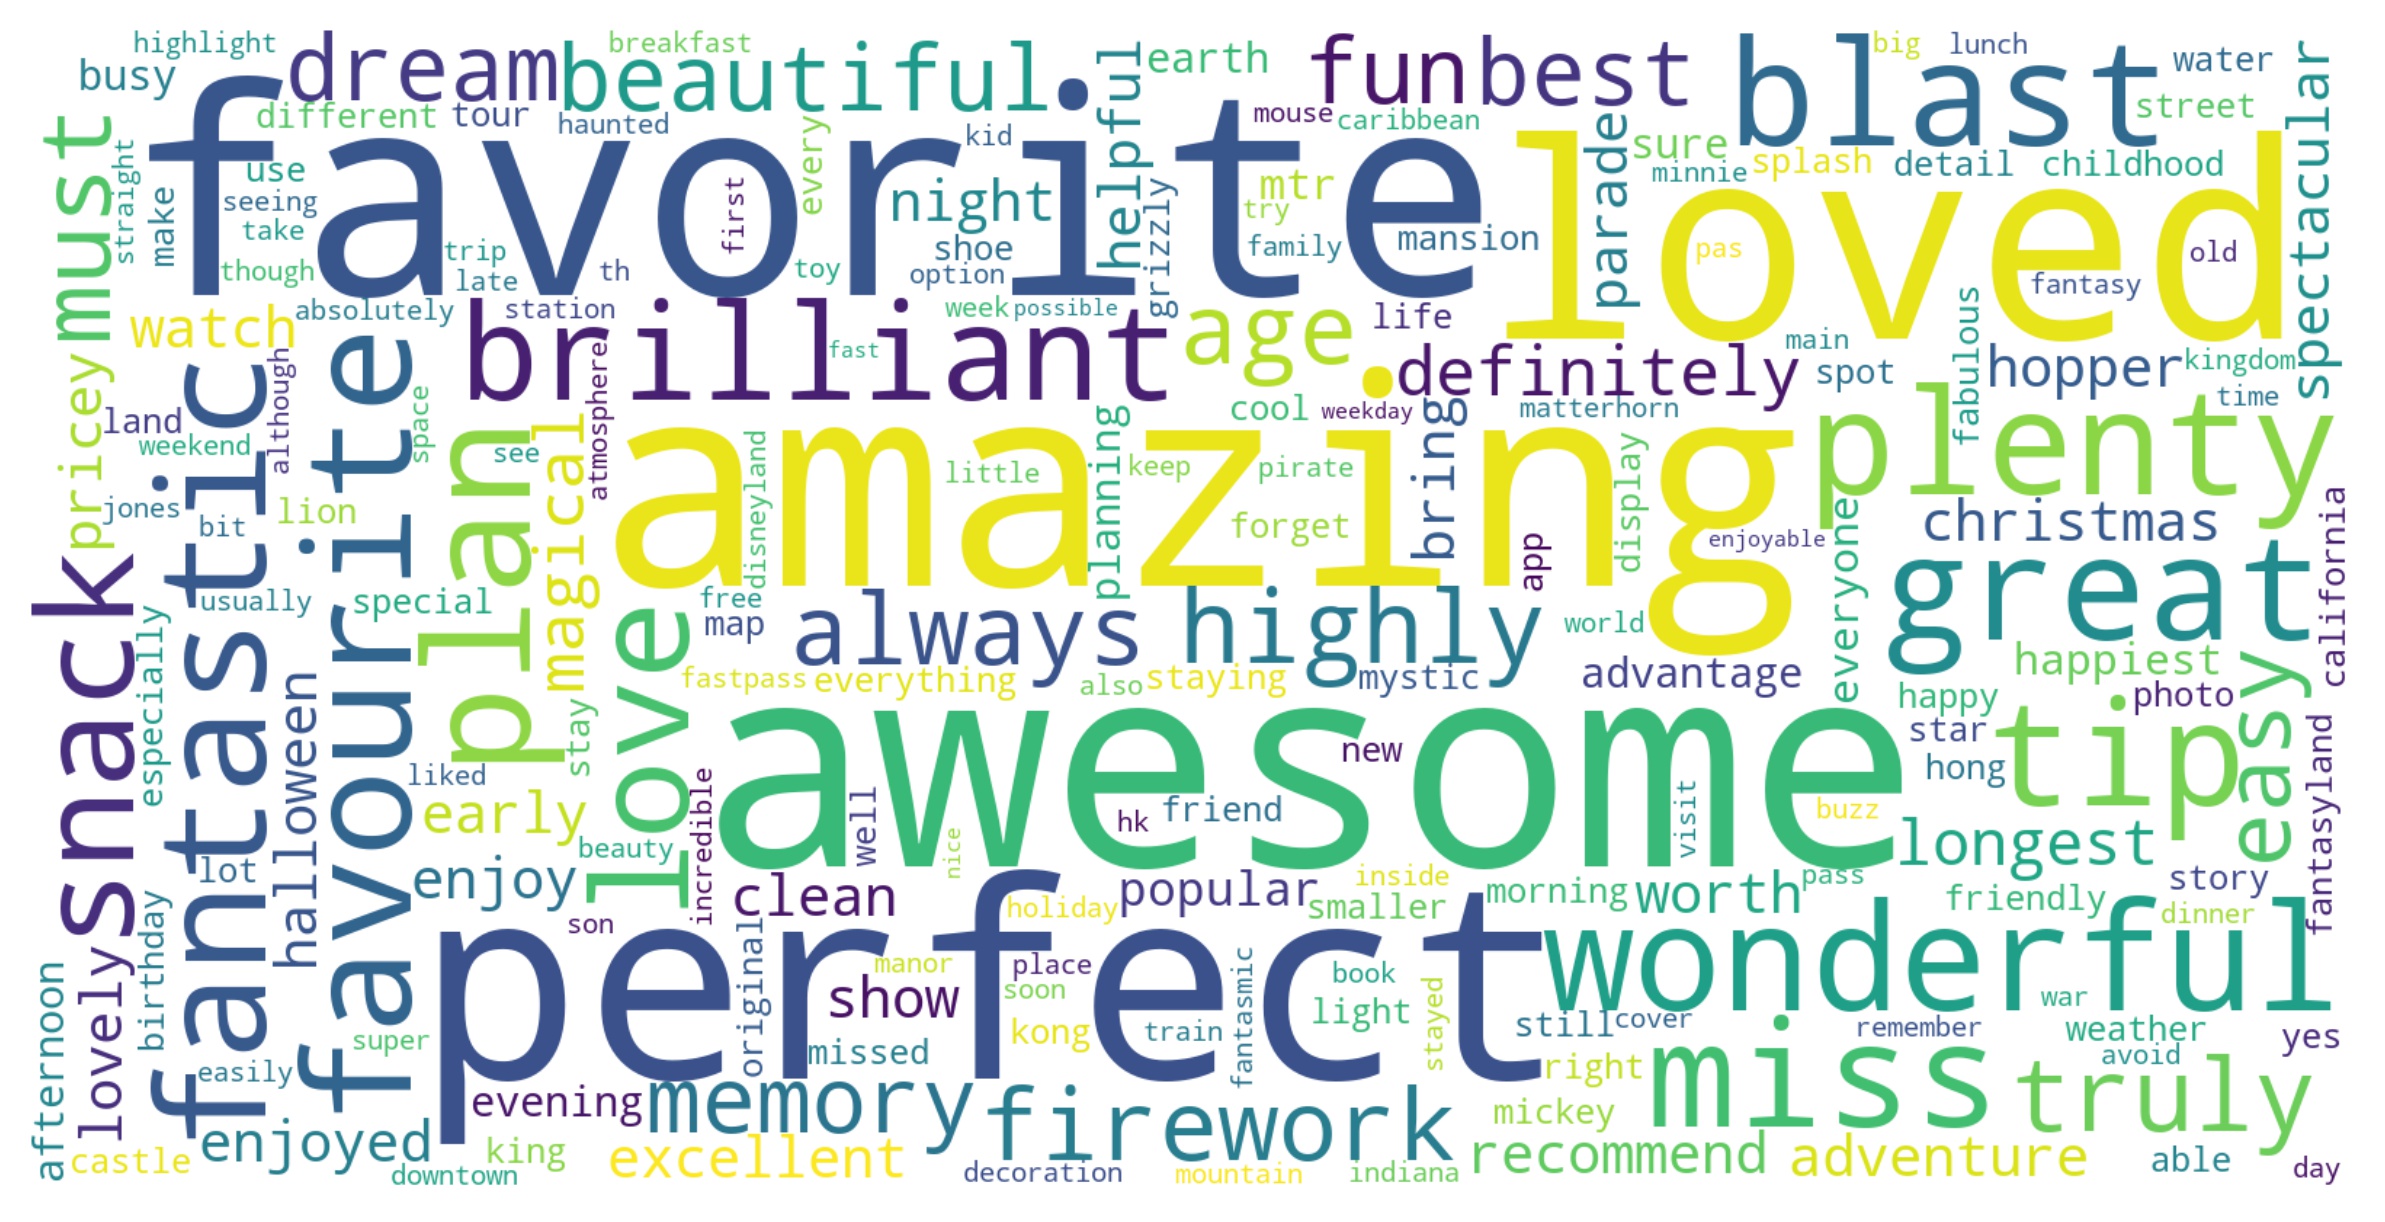 highlight
breakfast
busy
dream
beautiful
helpful
earth
fun
best
blast
big
lunch
water
spectacular
different
tour
haunted
every
kid
mouse
caribbean
parade
sure
street
must
straight
favorite
loved
minnie
splash
detail
childhood
use
make
seeing
take
first
night
grizzly
mtr
try
shoe
family
mansion
pas
old
though
trip
late
th
toy
option
fantasy
absolutely
station
week
possible
watch
brilliant
fast
age
life
definitely
main
spot
fabulous
hopper
kingdom
time
pricey
land
weekend
although
fantastic
favourite
space
plan
magical
atmosphere
see
amazing
disneyland
little
planning
keep
cool
weekday
pirate
forget
bring
matterhorn
display
enjoyable
app
plenty
christmas
california
everyone
great
jones
bit
lion
snack
especially
usually
special
halloween
love
free
map
always
highly
world
fastpass
everything
also
staying
mystic
advantage
happiest
happy
photo
easy
stay
awesome
new
star
hong
tip
fantasyland
liked
early
beauty
incredible
well
nice
hk
friend
visit
buzz
longest
lot
enjoy
son
clean
holiday
popular
inside
smaller
morning
worth
pass
friendly
story
dinner
birthday
lovely
afternoon
perfect
original
manor
show
place
soon
kong
fantasmic
book
light
stayed
train
wonderful
war
still
cover
remember
weather
avoid
yes
super
easily
missed
right
miss
truly
evening
memory
firework
mickey
enjoyed
king
excellent
recommend
adventure
able
castle
downtown
decoration
mountain
indiana
day